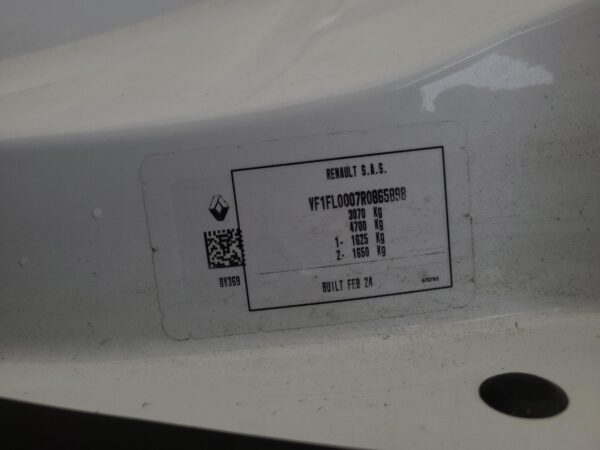 RENAULT S.A.S.
VF1FL0007R0865898
3070 Kg
4700 Kg
1- 1625 Kg
2- 1650 Kg
0Y369
BUILT FEB 24